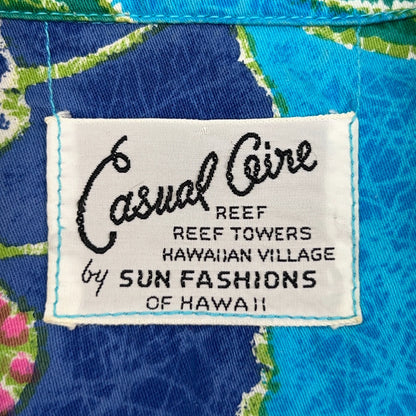 Casual Aire
REEF
REEF TOWERS
HAWAIIAN VILLAGE
by SUN FASHIONS
OF HAWAII